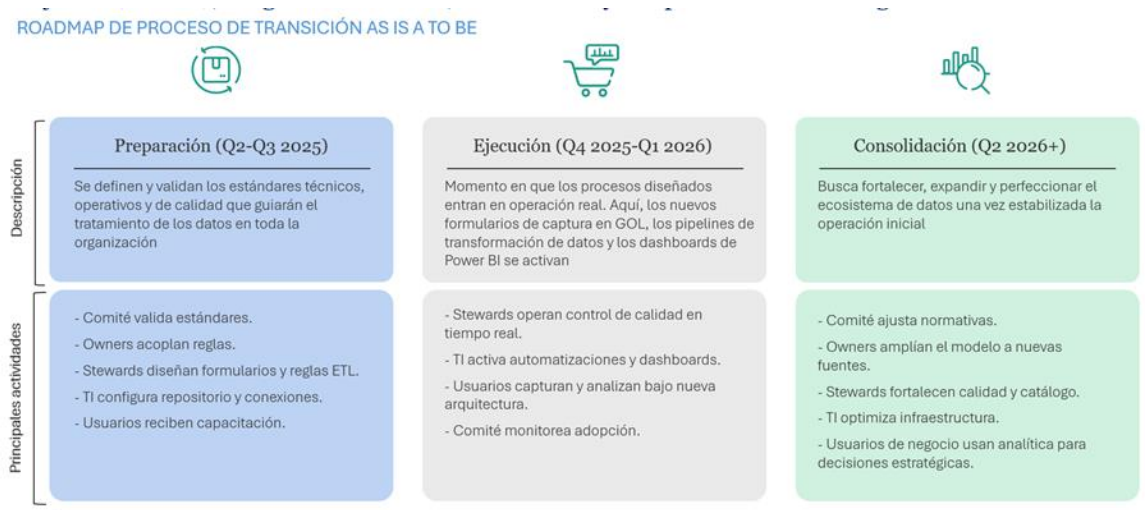 ROADMAP DE PROCESO DE TRANSICIÓN AS IS A TO BE
Descripción
Preparación (Q2-Q3 2025)
Se definen y validan los estándares técnicos,
operativos y de calidad que guiarán el
tratamiento de los datos en toda la
organización
Ejecución (Q4 2025-Q1 2026)
Momento en que los procesos diseñados
entran en operación real. Aquí, los nuevos
formularios de captura en GOL, los pipelines de
transformación de datos y los dashboards de
Power BI se activan
Consolidación (Q2 2026+)
Busca fortalecer, expandir y perfeccionar el
ecosistema de datos una vez estabilizada la
operación inicial
Principales actividades
- Comité valida estándares.
- Owners acoplan reglas.
- Stewards diseñan formularios y reglas ETL.
- TI configura repositorio y conexiones.
- Usuarios reciben capacitación.
- Stewards operan control de calidad en
tiempo real.
- TI activa automatizaciones y dashboards.
- Usuarios capturan y analizan bajo nueva
arquitectura.
- Comité monitorea adopción.
- Comité ajusta normativas.
- Owners amplían el modelo a nuevas
fuentes.
- Stewards fortalecen calidad y catálogo.
- TI optimiza infraestructura.
- Usuarios de negocio usan analítica para
decisiones estratégicas.